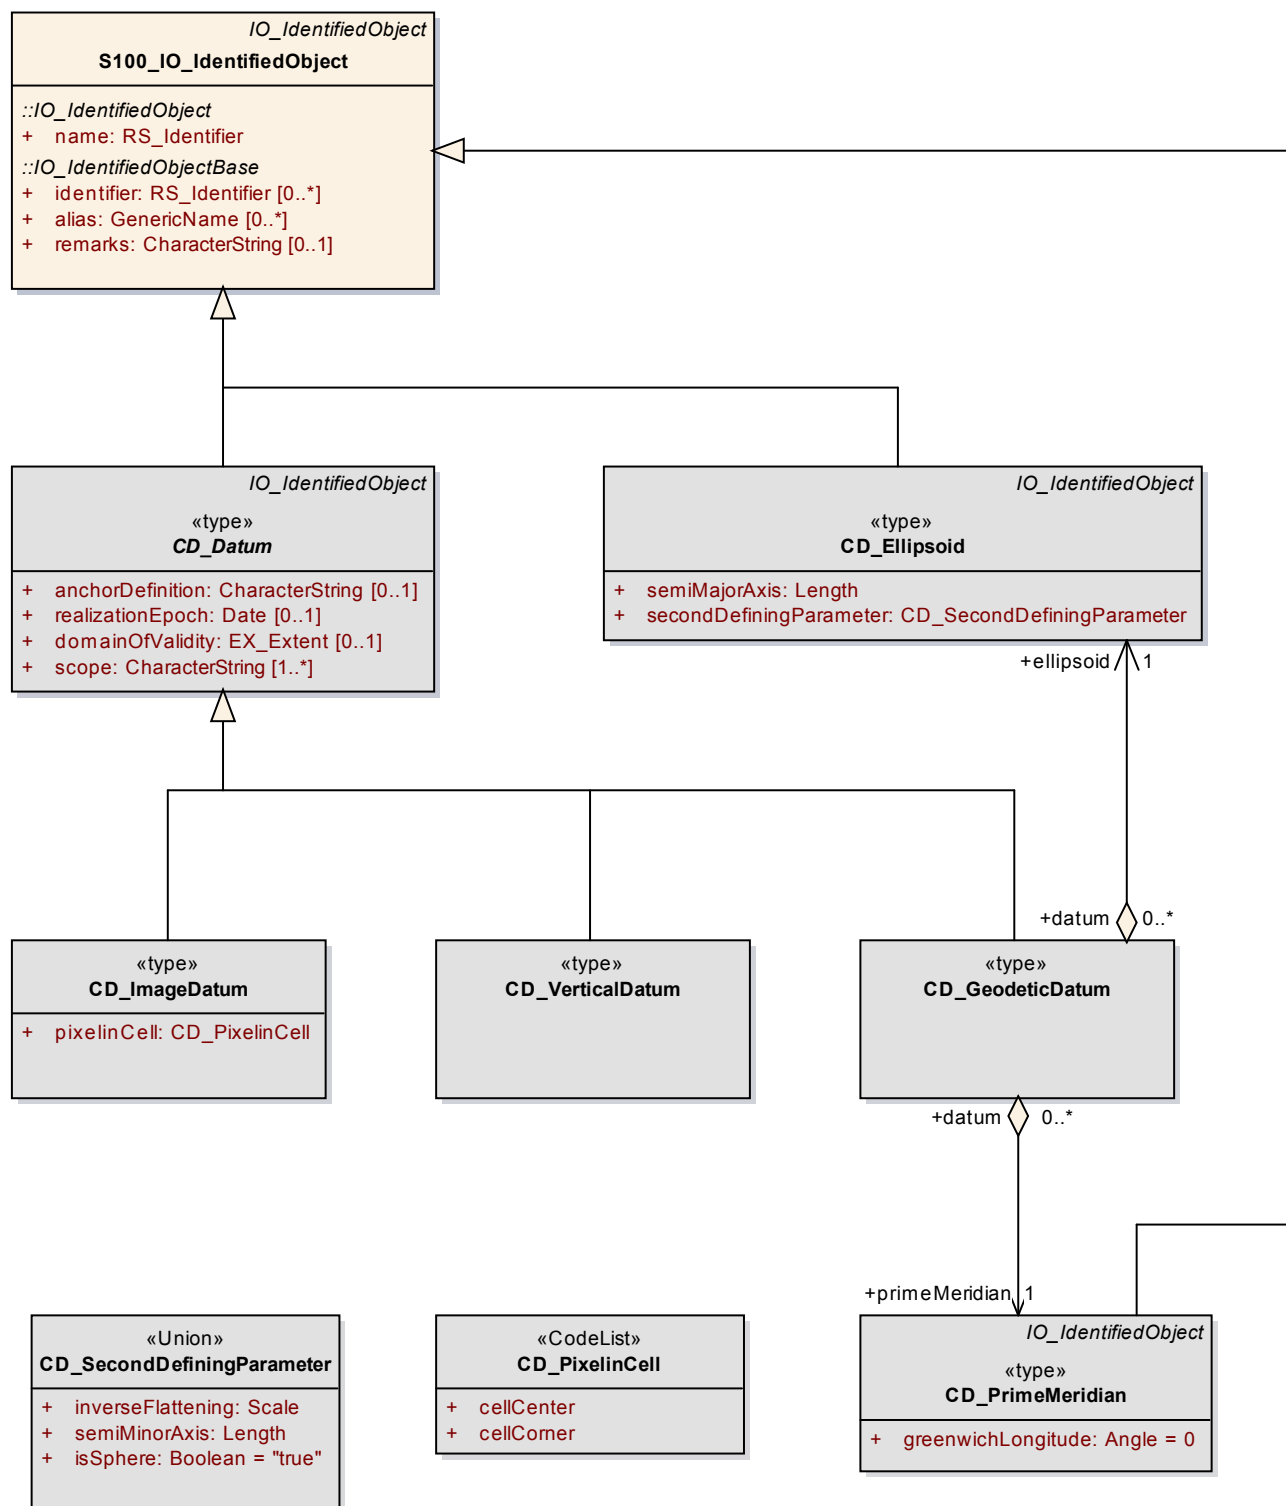 IO_IdentifiedObject
S100_IO_IdentifiedObject
::IO_IdentifiedObject
+ name: RS_Identifier
::IO_IdentifiedObjectBase
+ identifier: RS_Identifier [0..*]
+ alias: GenericName [0..*]
+ remarks: CharacterString [0..1]
IO_IdentifiedObject
«type»
CD_Datum
+ anchorDefinition: CharacterString [0..1]
+ realizationEpoch: Date [0..1]
+ domainOfValidity: EX_Extent [0..1]
+ scope: CharacterString [1..*]
IO_IdentifiedObject
«type»
CD_Ellipsoid
+ semiMajorAxis: Length
+ secondDefiningParameter: CD_SecondDefiningParameter
+ellipsoid 1
+datum 0..*
«type»
CD_ImageDatum
+ pixelinCell: CD_PixelinCell
«type»
CD_VerticalDatum
«type»
CD_GeodeticDatum
+datum 0..*
+primeMeridian 1
«Union»
CD_SecondDefiningParameter
+ inverseFlattening: Scale
+ semiMinorAxis: Length
+ isSphere: Boolean = "true"
«CodeList»
CD_PixelinCell
+ cellCenter
+ cellCorner
IO_IdentifiedObject
«type»
CD_PrimeMeridian
+ greenwichLongitude: Angle = 0